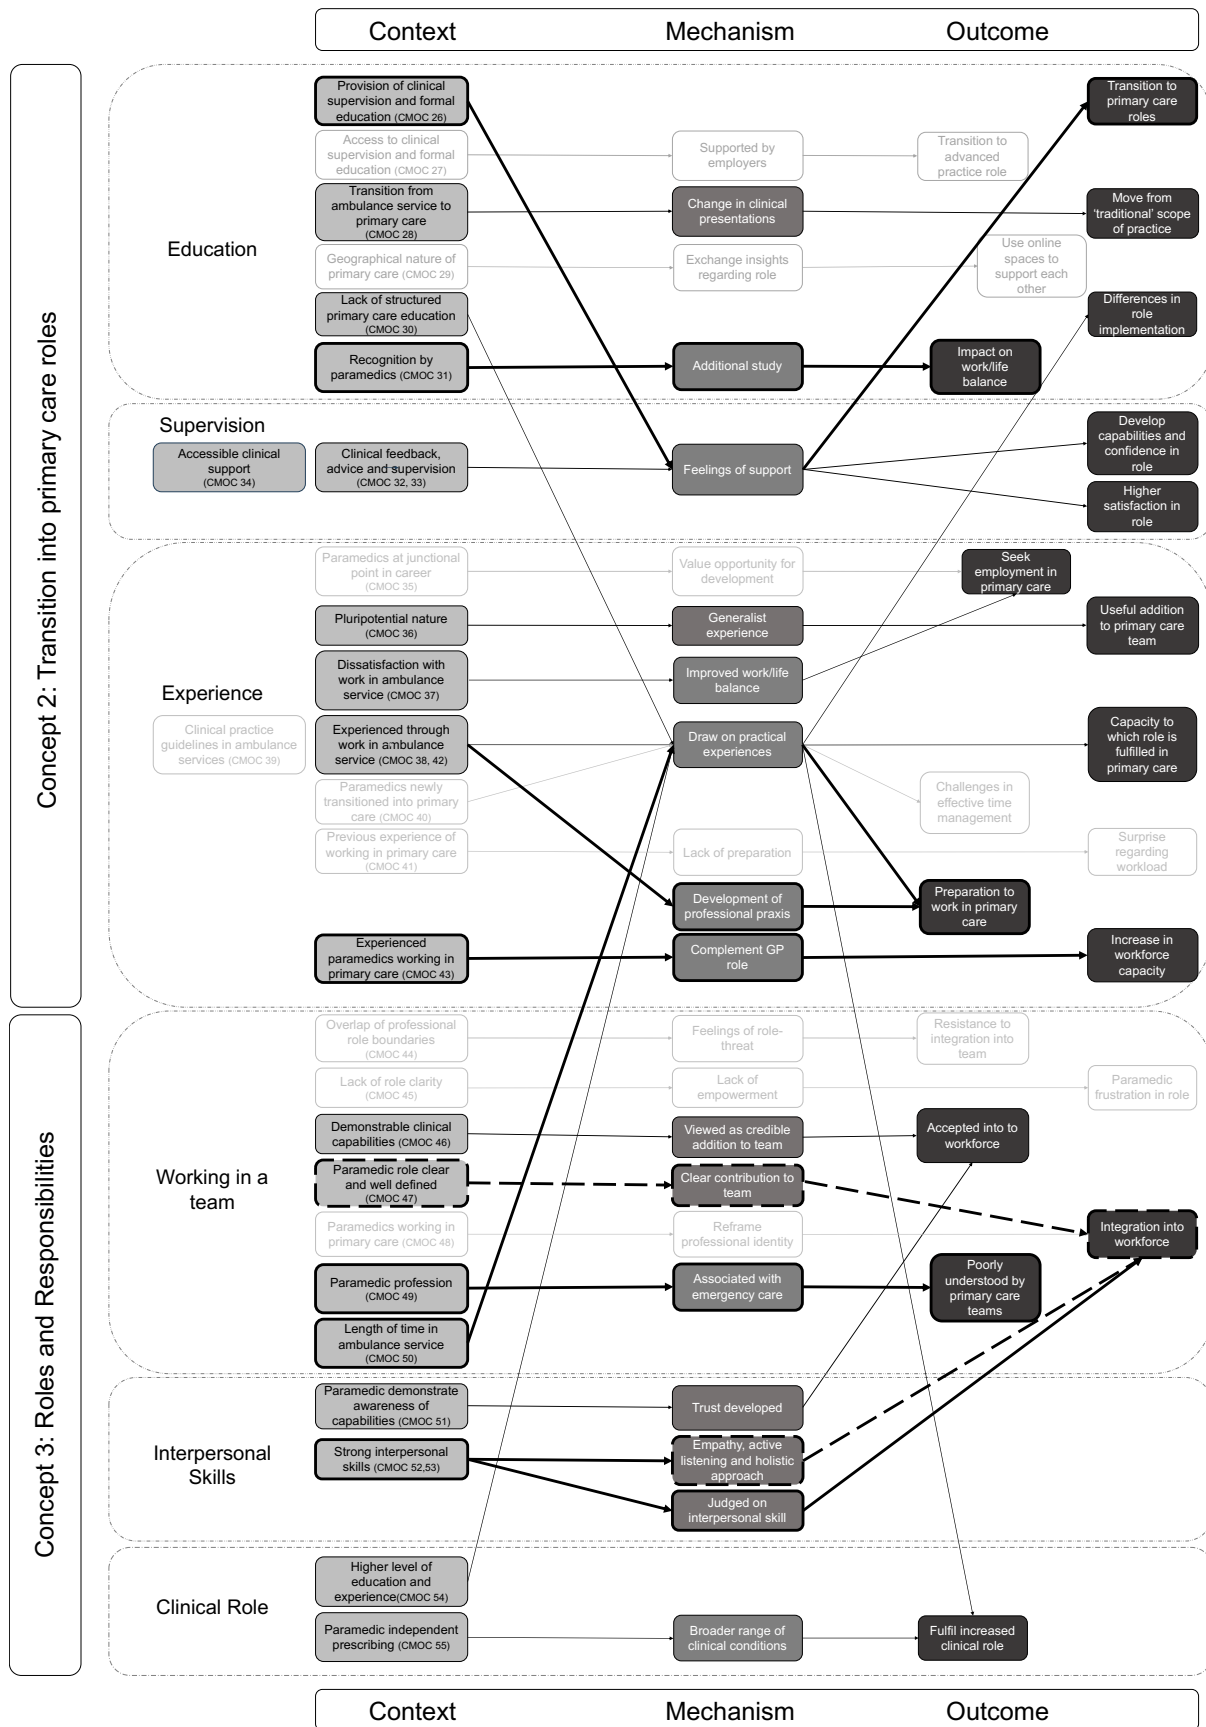 Context Mechanism Outcome
Concept 2: Transition into primary care roles
Education
Provision of clinical
supervision and formal
education (CMOC 26)
Transition to
primary care
roles
Access to clinical
supervision and formal
education (CMOC 27)
Supported by
employers
Transition to
advanced
practice role
Transition from
ambulance service to
primary care
(CMOC 28)
Change in clinical
presentations
Move from
‘traditional’ scope
of practice
Geographical nature of
primary care (CMOC 29)
Exchange insights
regarding role
Use online
spaces to
support each
other
Lack of structured
primary care education
(CMOC 30)
Differences in
role
implementation
Recognition by
paramedics (CMOC 31)
Additional study
Impact on
work/life
balance
Supervision
Accessible clinical
support
(CMOC 34)
Clinical feedback,
advice and supervision
(CMOC 32, 33)
Feelings of support
Develop
capabilities and
confidence in
role
Higher
satisfaction in
role
Experience
Paramedics at junctional
point in career
(CMOC 35)
Value opportunity for
development
Seek
employment in
primary care
Pluripotential nature
(CMOC 36)
Generalist
experience
Useful addition
to primary care
team
Dissatisfaction with
work in ambulance
service (CMOC 37)
Improved work/life
balance
Clinical practice
guidelines in ambulance
services (CMOC 39)
Experienced through
work in ambulance
service (CMOC 38, 42)
Draw on practical
experiences
Capacity to
which role is
fulfilled in
primary care
Paramedics newly
transitioned into primary
care (CMOC 40)
Challenges in
effective time
management
Previous experience of
working in primary care
(CMOC 41)
Lack of preparation
Surprise
regarding
workload
Development of
professional praxis
Preparation to
work in primary
care
Experienced
paramedics working in
primary care (CMOC 43)
Complement GP
role
Increase in
workforce
capacity
Concept 3: Roles and Responsibilities
Working in a
team
Overlap of professional
role boundaries
(CMOC 44)
Feelings of role-
threat
Resistance to
integration into
team
Lack of role clarity
(CMOC 45)
Lack of
empowerment
Paramedic
frustration in role
Demonstrable clinical
capabilities (CMOC 46)
Viewed as credible
addition to team
Accepted into to
workforce
Paramedic role clear
and well defined
(CMOC 47)
Clear contribution to
team
Integration into
workforce
Paramedics working in
primary care (CMOC 48)
Reframe
professional identity
Paramedic profession
(CMOC 49)
Associated with
emergency care
Poorly
understood by
primary care
teams
Length of time in
ambulance service
(CMOC 50)
Interpersonal
Skills
Paramedic demonstrate
awareness of
capabilities (CMOC 51)
Trust developed
Strong interpersonal
skills (CMOC 52,53)
Empathy, active
listening and holistic
approach
Judged on
interpersonal skill
Clinical Role
Higher level of
education and
experience(CMOC 54)
Paramedic independent
prescribing (CMOC 55)
Broader range of
clinical conditions
Fulfil increased
clinical role
Context Mechanism Outcome